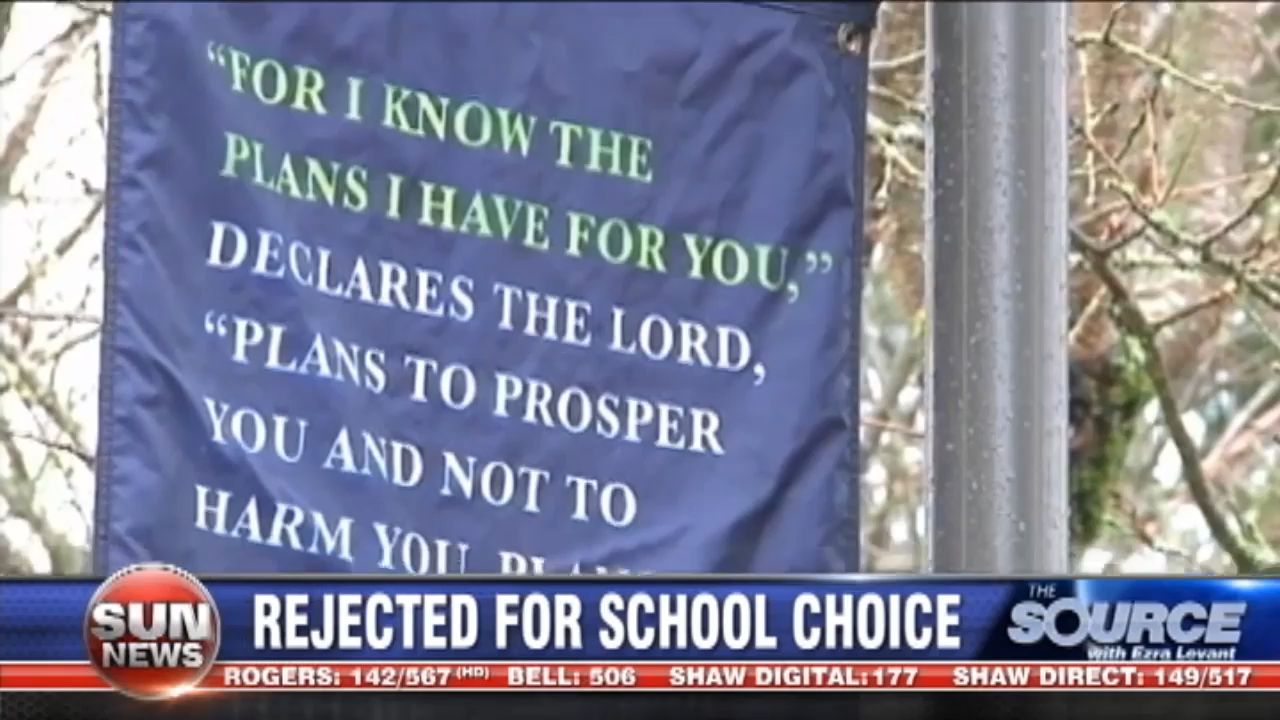 “FOR I KNOW THE
PLANS I HAVE FOR YOU,”
DECLARES THE LORD,
“PLANS TO PROSPER
YOU AND NOT TO
HARM YOU, PLANS
SUN NEWS
REJECTED FOR SCHOOL CHOICE
THE SOURCE
with Ezra Levant
ROGERS: 142/567 (HD) BELL: 506 SHAW DIGITAL:177 SHAW DIRECT: 149/517